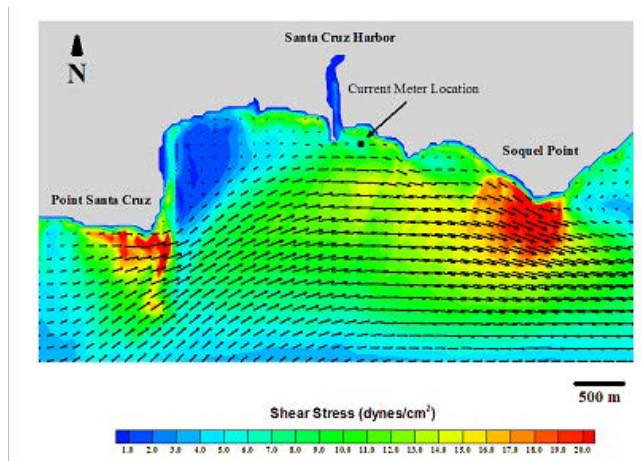 Santa Cruz Harbor
N
Current Meter Location
Soquel Point
Point Santa Cruz
500 m
Shear Stress (dynes/cm²)
1.0 2.0 3.0 4.0 5.0 6.0 7.0 8.0 9.0 10.0 11.0 12.0 13.0 14.0 15.0 16.0 17.0 18.0 19.0 20.0